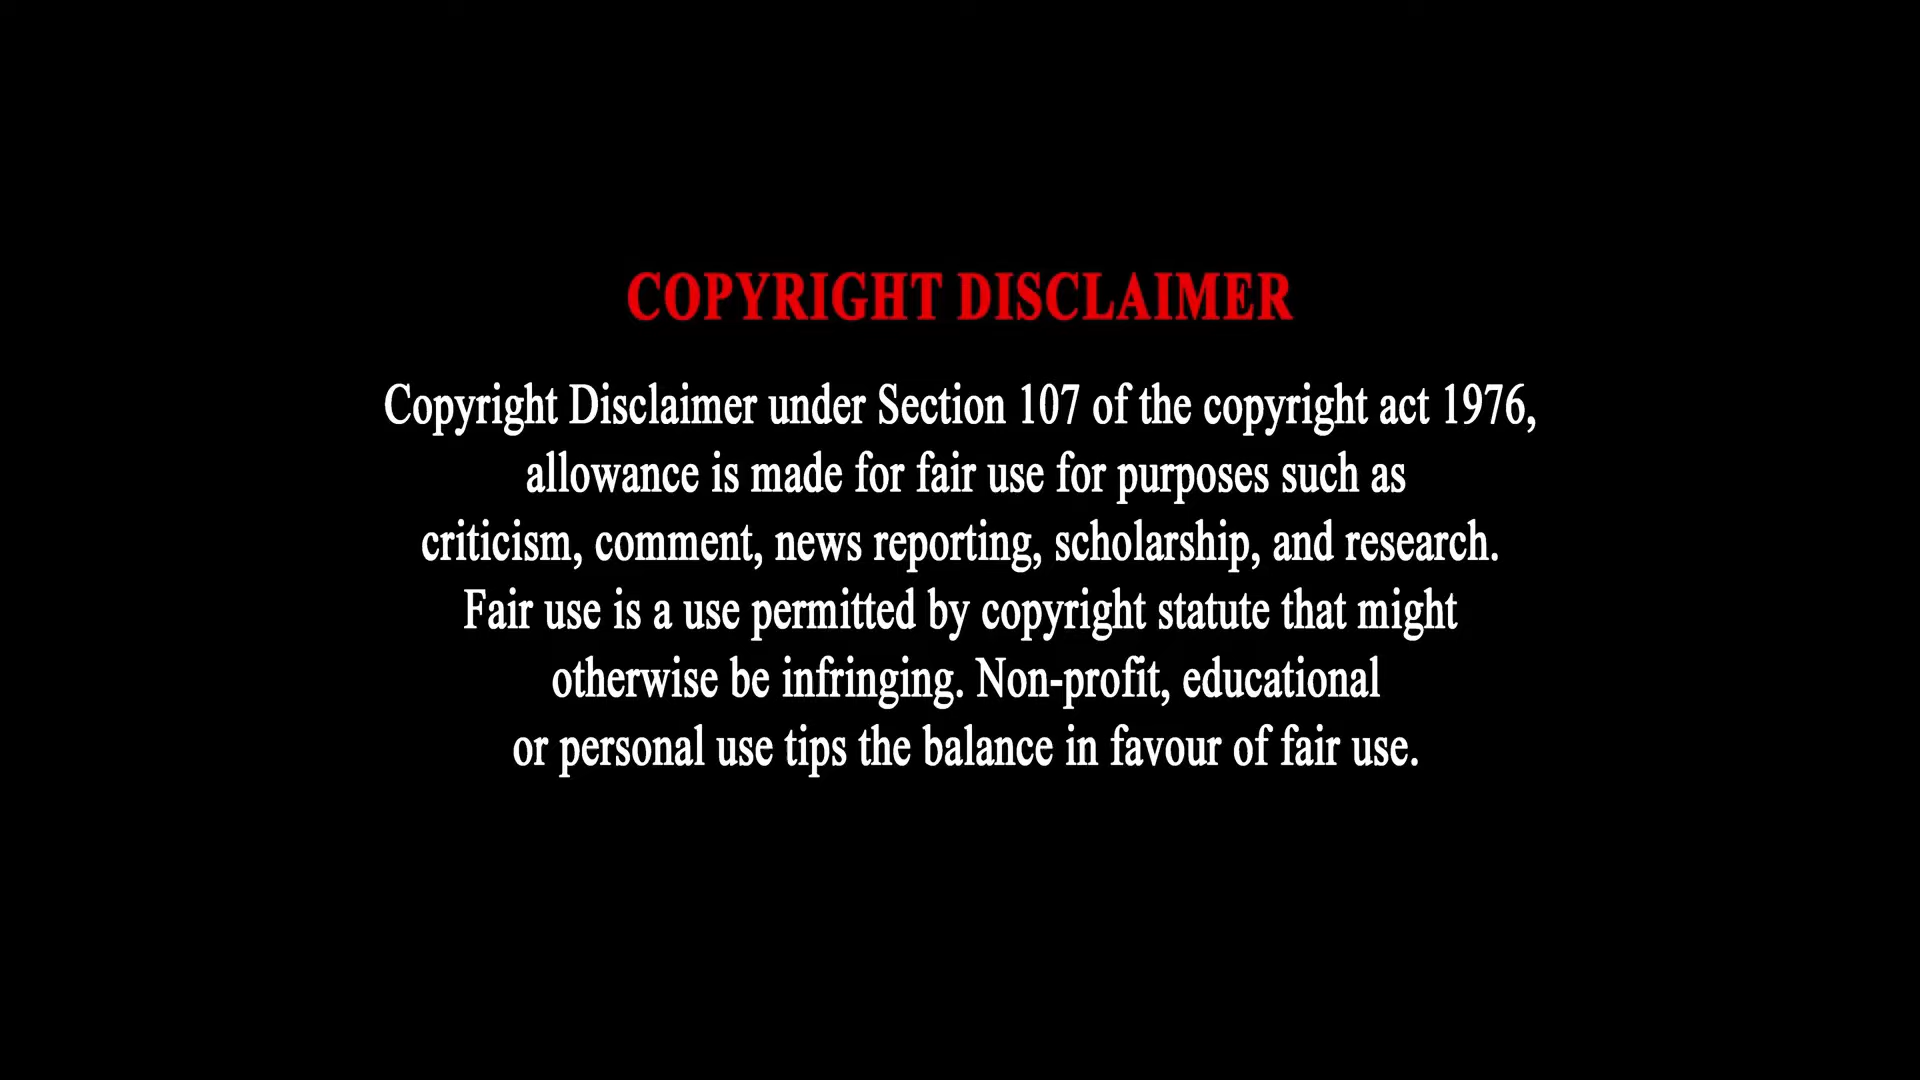 COPYRIGHT DISCLAIMER
Copyright Disclaimer under Section 107 of the copyright act 1976,
allowance is made for fair use for purposes such as
criticism, comment, news reporting, scholarship, and research.
Fair use is a use permitted by copyright statute that might
otherwise be infringing. Non-profit, educational
or personal use tips the balance in favour of fair use.